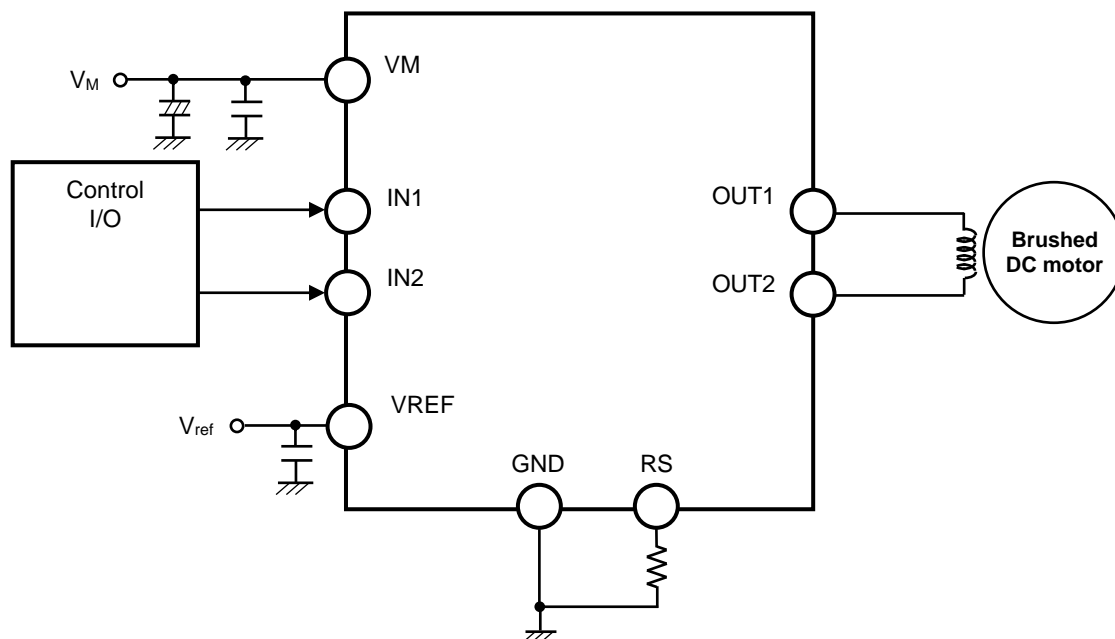 VM
VM
Control
I/O
IN1
OUT1
Brushed
DC motor
IN2
OUT2
VREF
Vref
GND
RS